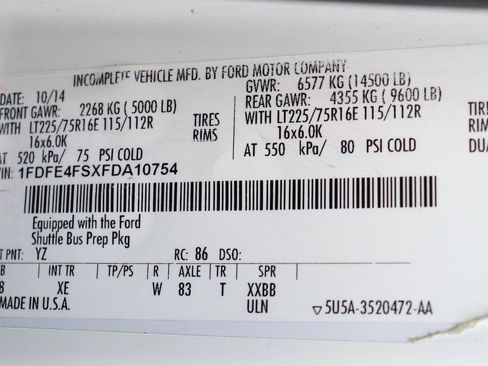 INCOMPLETE VEHICLE MFD. BY FORD MOTOR COMPANY
DATE: 10/14 GVWR: 6577 KG (14500 LB)
FRONT GAWR: 2268 KG ( 5000 LB) REAR GAWR: 4355 KG ( 9600 LB)
WITH LT225/75R16E 115/112R TIRES WITH LT225/75R16E 115/112R TIRES
16x6.0K RIMS 16x6.0K RIMS
AT 520 kPa/ 75 PSI COLD AT 550 kPa/ 80 PSI COLD DUA
VIN: 1FDFE4FSXFDA10754
Equipped with the Ford
Shuttle Bus Prep Pkg
T PNT: YZ RC: 86 DSO:
B INT TR TP/PS R AXLE TR SPR
8 XE W 83 T XXBB
MADE IN U.S.A. ULN ▽5U5A-3520472-AA